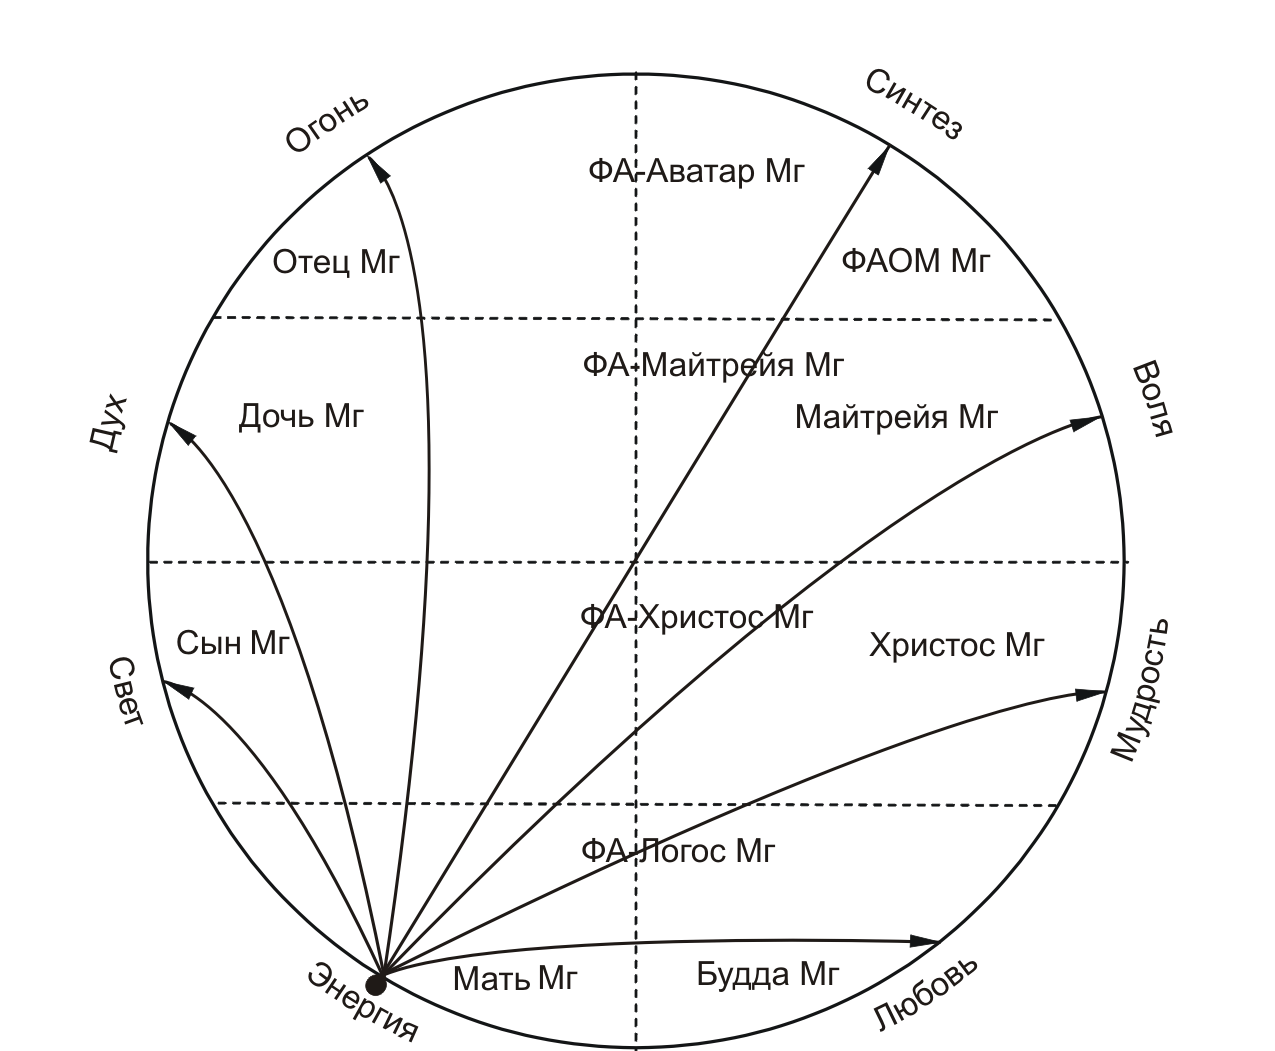 Огонь
Синтез
ФА-Аватар Мг
Отец Мг
ФАОМ Мг
ФА-Майтрейя Мг
Дух
Дочь Мг
Майтрейя Мг
Воля
ФА-Христос Мг
Свет
Сын Мг
Христос Мг
Мудрость
ФА-Логос Мг
Энергия
Мать Мг
Будда Мг
Любовь